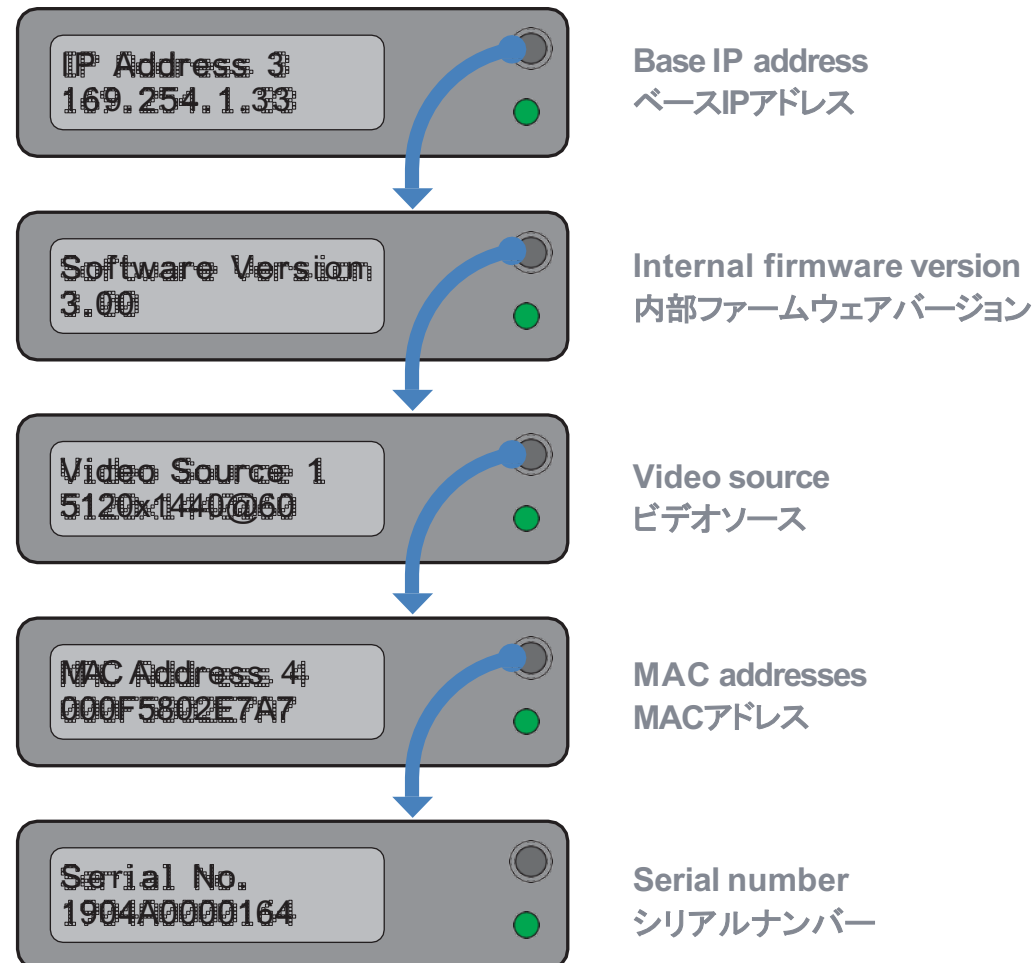 IP Address 3
169.254.1.33
Base IP address
ベースIPアドレス
Software Version
3.00
Internal firmware version
内部ファームウェアバージョン
Video Source 1
5120x1440@60
Video source
ビデオソース
MAC Address 4
000F5802E7A7
MAC addresses
MACアドレス
Serial No.
1904A0000164
Serial number
シリアルナンバー